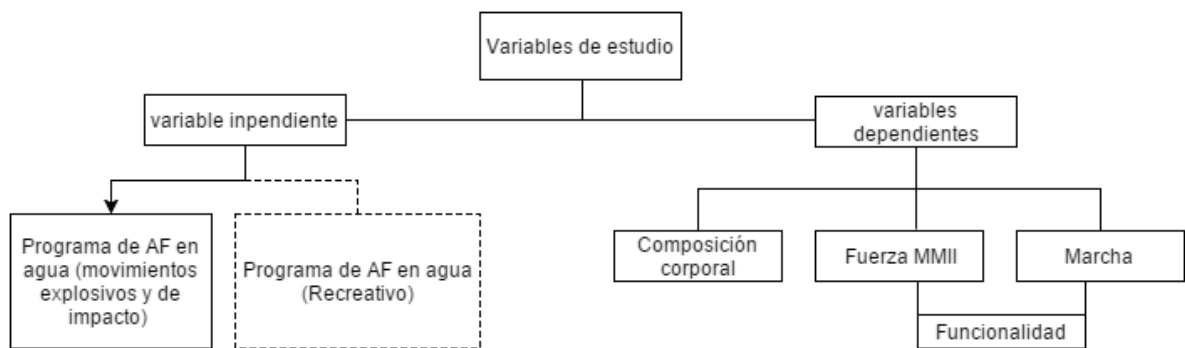 Variables de estudio
variable inpendiente
variables
dependientes
Programa de AF en
agua (movimientos
explosivos y de
impacto)
Programa de AF en agua
(Recreativo)
Composición
corporal
Fuerza MMII
Marcha
Funcionalidad